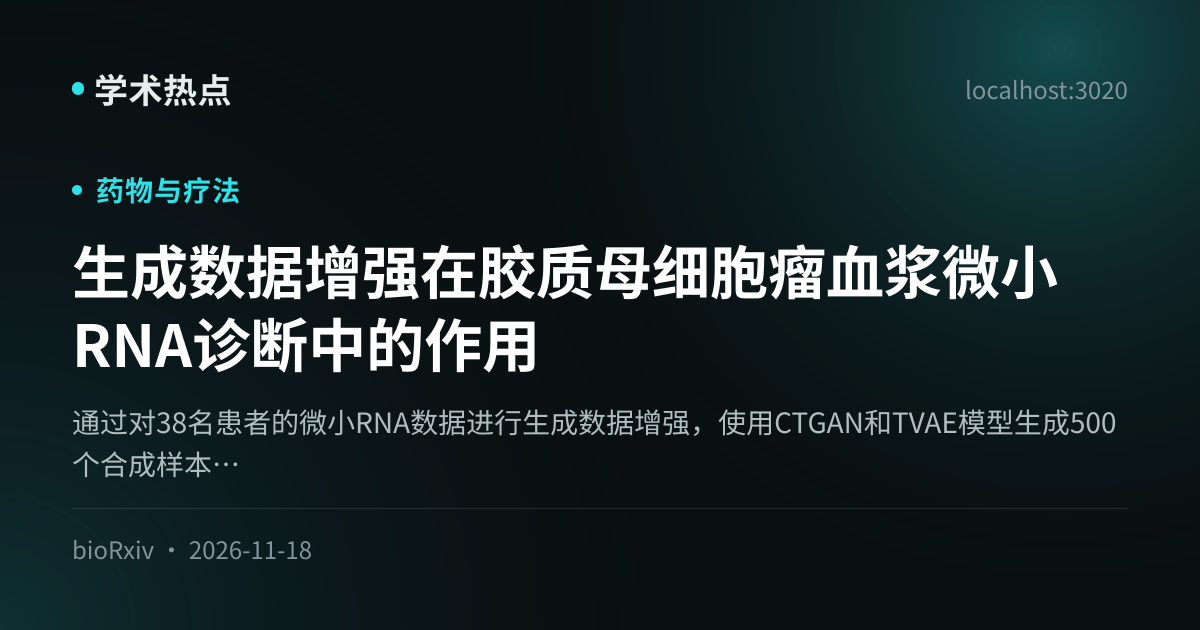 学术热点
localhost:3020
药物与疗法
生成数据增强在胶质母细胞瘤血浆微小
RNA诊断中的作用
通过对38名患者的微小RNA数据进行生成数据增强，使用CTGAN和TVAE模型生成500
个合成样本…
bioRxiv • 2026-11-18